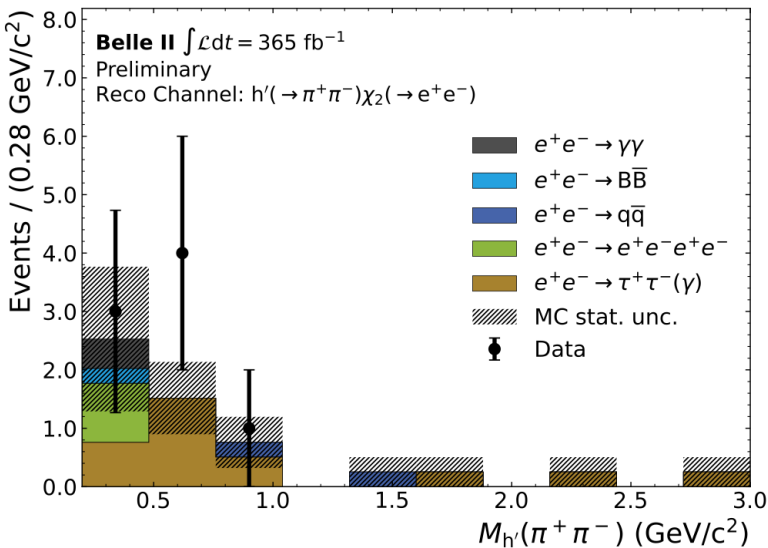 Belle II ∫ℒdt = 365 fb⁻¹
Preliminary
Reco Channel: h′(→π⁺π⁻)χ₂(→e⁺e⁻)
Events / (0.28 GeV/c²)
8.0
7.0
6.0
5.0
4.0
3.0
2.0
1.0
0.0
e⁺e⁻→γγ
e⁺e⁻→BB̅
e⁺e⁻→qq̅
e⁺e⁻→e⁺e⁻e⁺e⁻
e⁺e⁻→τ⁺τ⁻(γ)
MC stat. unc.
Data
0.5 1.0 1.5 2.0 2.5 3.0
M_h′(π⁺π⁻) (GeV/c²)